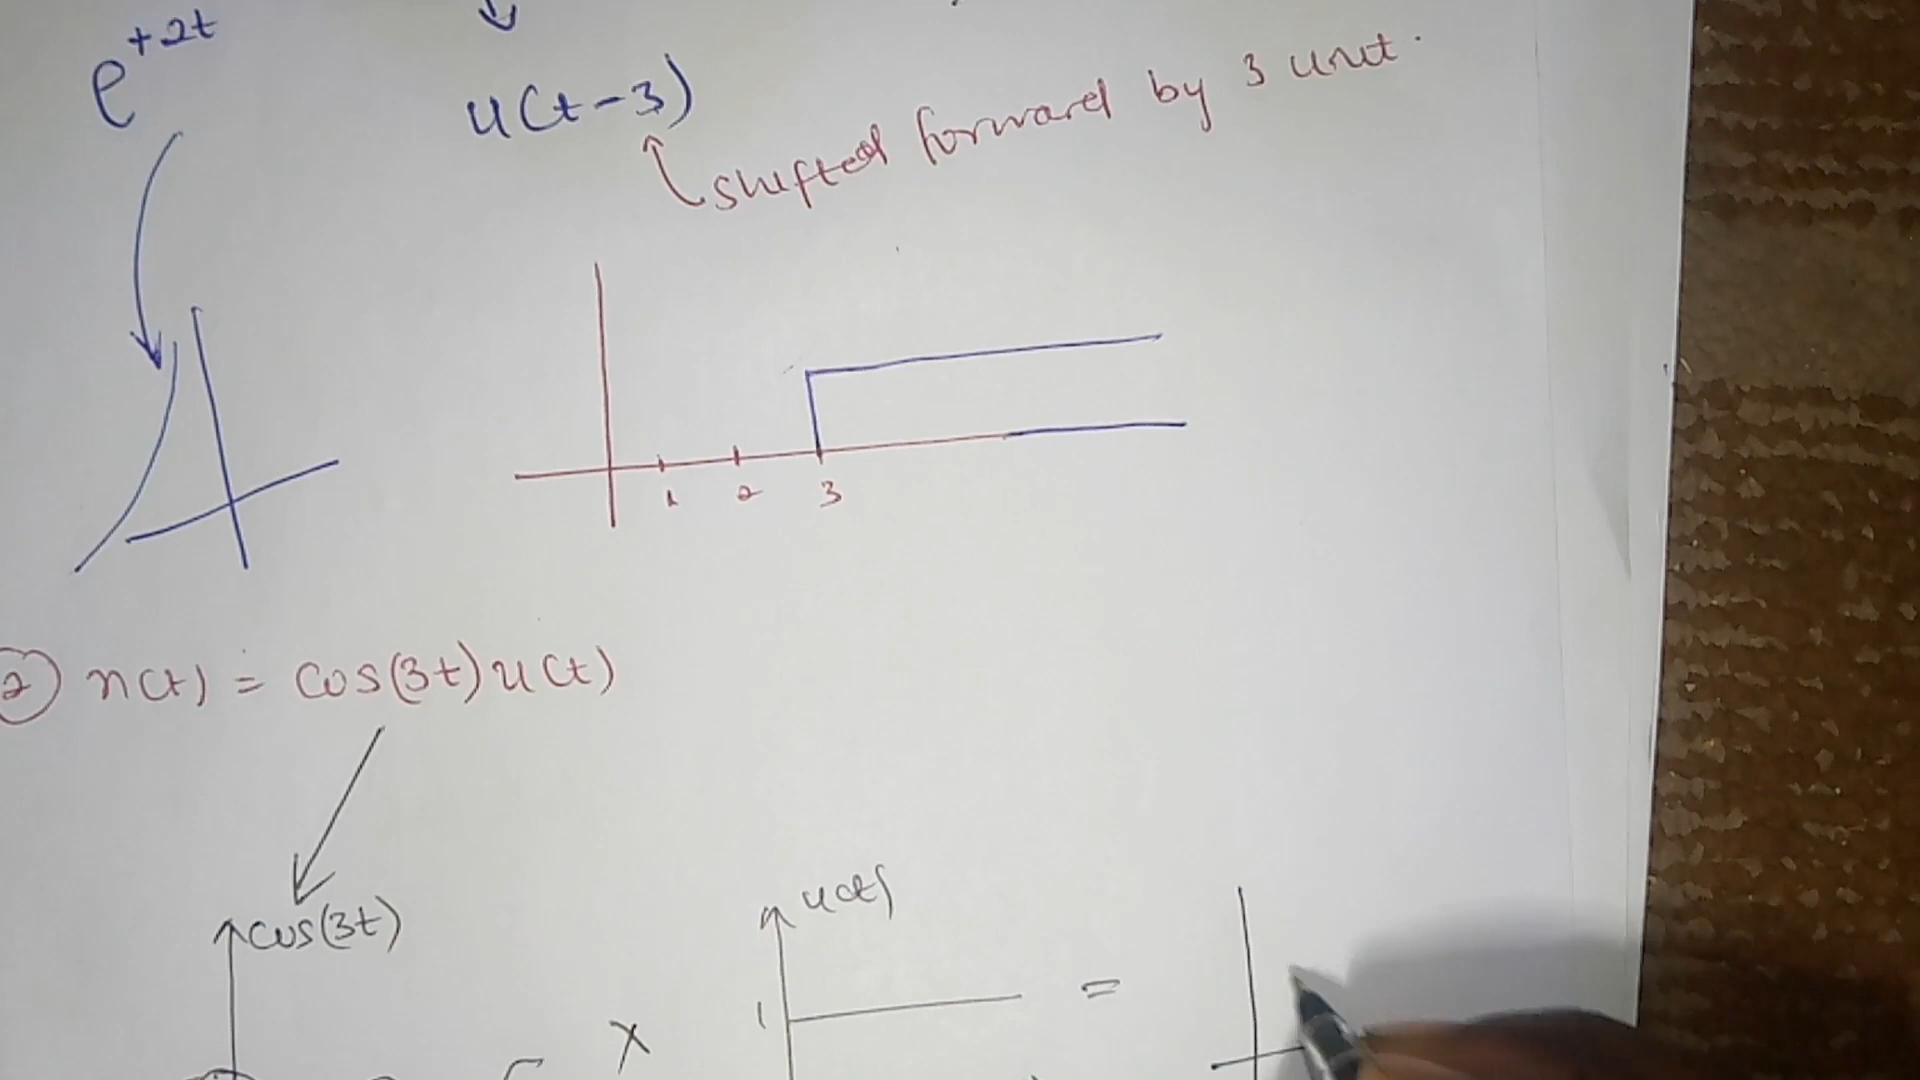 e^{+2t}
u(t-3)
shifted forward by 3 unit.
1 2 3
2) n(t) = cos(3t) u(t)
cos(3t)
u(t)
1
X
=